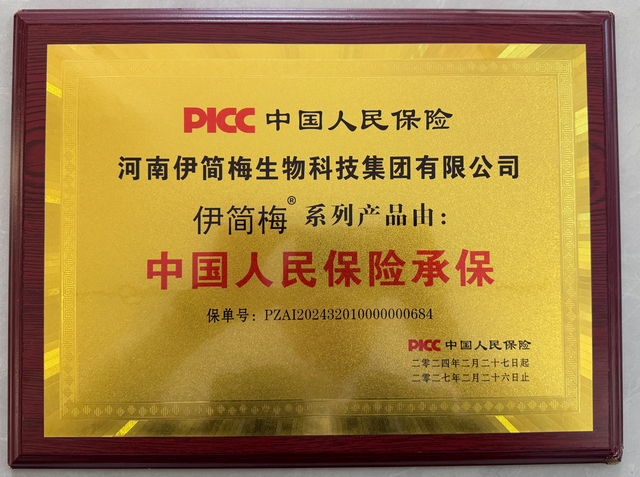 PICC 中国人民保险
河南伊简梅生物科技集团有限公司
伊简梅® 系列产品由:
中国人民保险承保
保单号: PZAI202432010000000684
PICC 中国人民保险
二零二四年二月二十七日起
二零二七年二月二十六日止